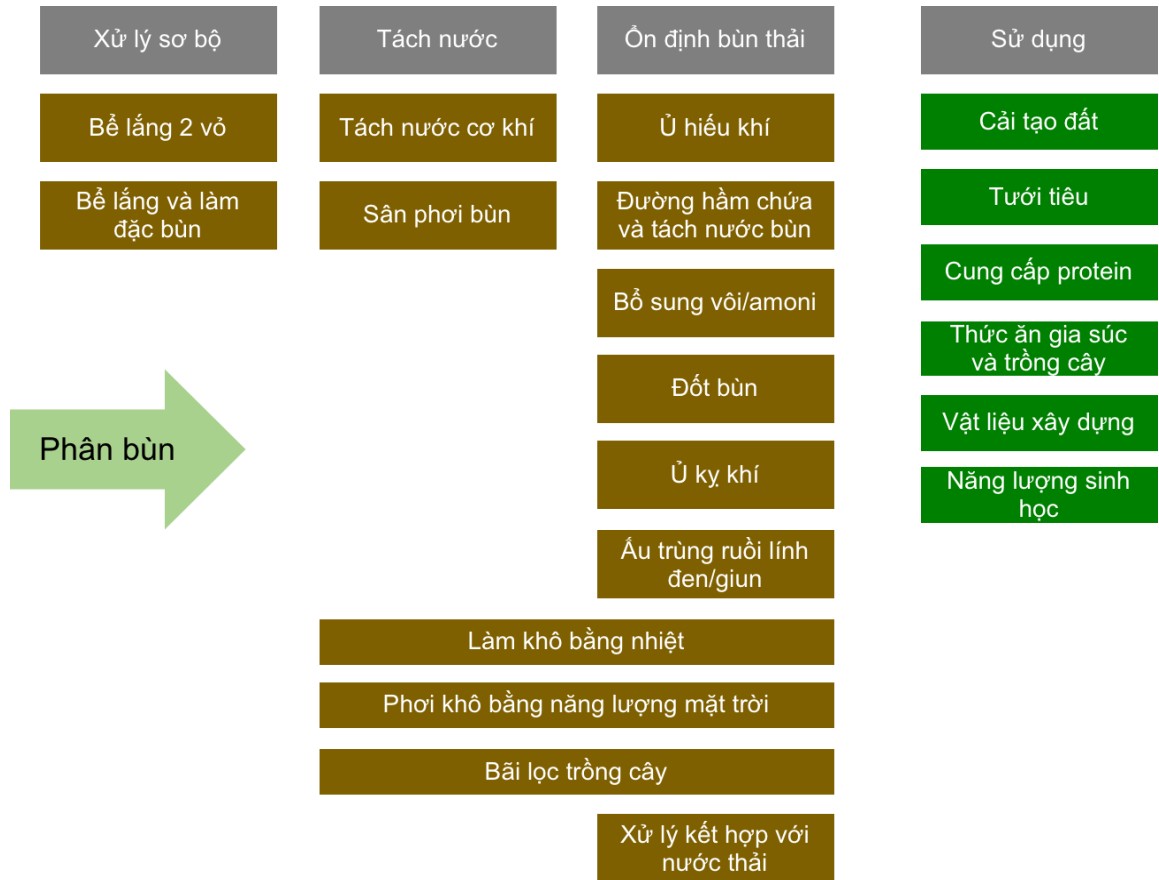 Xử lý sơ bộ
Tách nước
Ổn định bùn thải
Sử dụng
Bể lắng 2 vỏ
Tách nước cơ khí
Ủ hiếu khí
Cải tạo đất
Bể lắng và làm
đặc bùn
Sân phơi bùn
Đường hầm chứa
và tách nước bùn
Tưới tiêu
Bổ sung vôi/amoni
Cung cấp protein
Đốt bùn
Thức ăn gia súc
và trồng cây
Phân bùn
Ủ kỵ khí
Vật liệu xây dựng
Ấu trùng ruồi lính
đen/giun
Năng lượng sinh
học
Làm khô bằng nhiệt
Phơi khô bằng năng lượng mặt trời
Bãi lọc trồng cây
Xử lý kết hợp với
nước thải